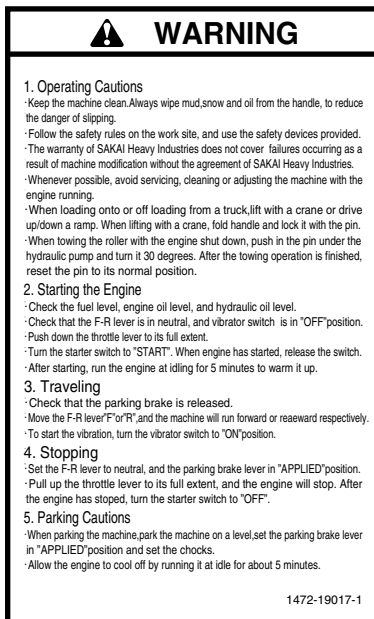 WARNING
1. Operating Cautions
·Keep the machine clean.Always wipe mud,snow and oil from the handle, to reduce
the danger of slipping.
·Follow the safety rules on the work site, and use the safety devices provided.
·The warranty of SAKAI Heavy Industries does not cover failures occurring as a
result of machine modification without the agreement of SAKAI Heavy Industries.
·Whenever possible, avoid servicing, cleaning or adjusting the machine with the
engine running.
·When loading onto or off loading from a truck,lift with a crane or drive
up/down a ramp. When lifting with a crane, fold handle and lock it with the pin.
·When towing the roller with the engine shut down, push in the pin under the
hydraulic pump and turn it 30 degrees. After the towing operation is finished,
reset the pin to its normal position.
2. Starting the Engine
·Check the fuel level, engine oil level, and hydraulic oil level.
·Check that the F-R lever is in neutral, and vibrator switch is in "OFF"position.
·Push down the throttle lever to its full extent.
·Turn the starter switch to "START". When engine has started, release the switch.
·After starting, run the engine at idling for 5 minutes to warm it up.
3. Traveling
·Check that the parking brake is released.
·Move the F-R lever"F"or"R",and the machine will run forward or reaeward respectively.
·To start the vibration, turn the vibrator switch to "ON"position.
4. Stopping
·Set the F-R lever to neutral, and the parking brake lever in "APPLIED"position.
·Pull up the throttle lever to its full extent, and the engine will stop. After
the engine has stoped, turn the starter switch to "OFF".
5. Parking Cautions
·When parking the machine,park the machine on a level,set the parking brake lever
in "APPLIED"position and set the chocks.
·Allow the engine to cool off by running it at idle for about 5 minutes.
1472-19017-1